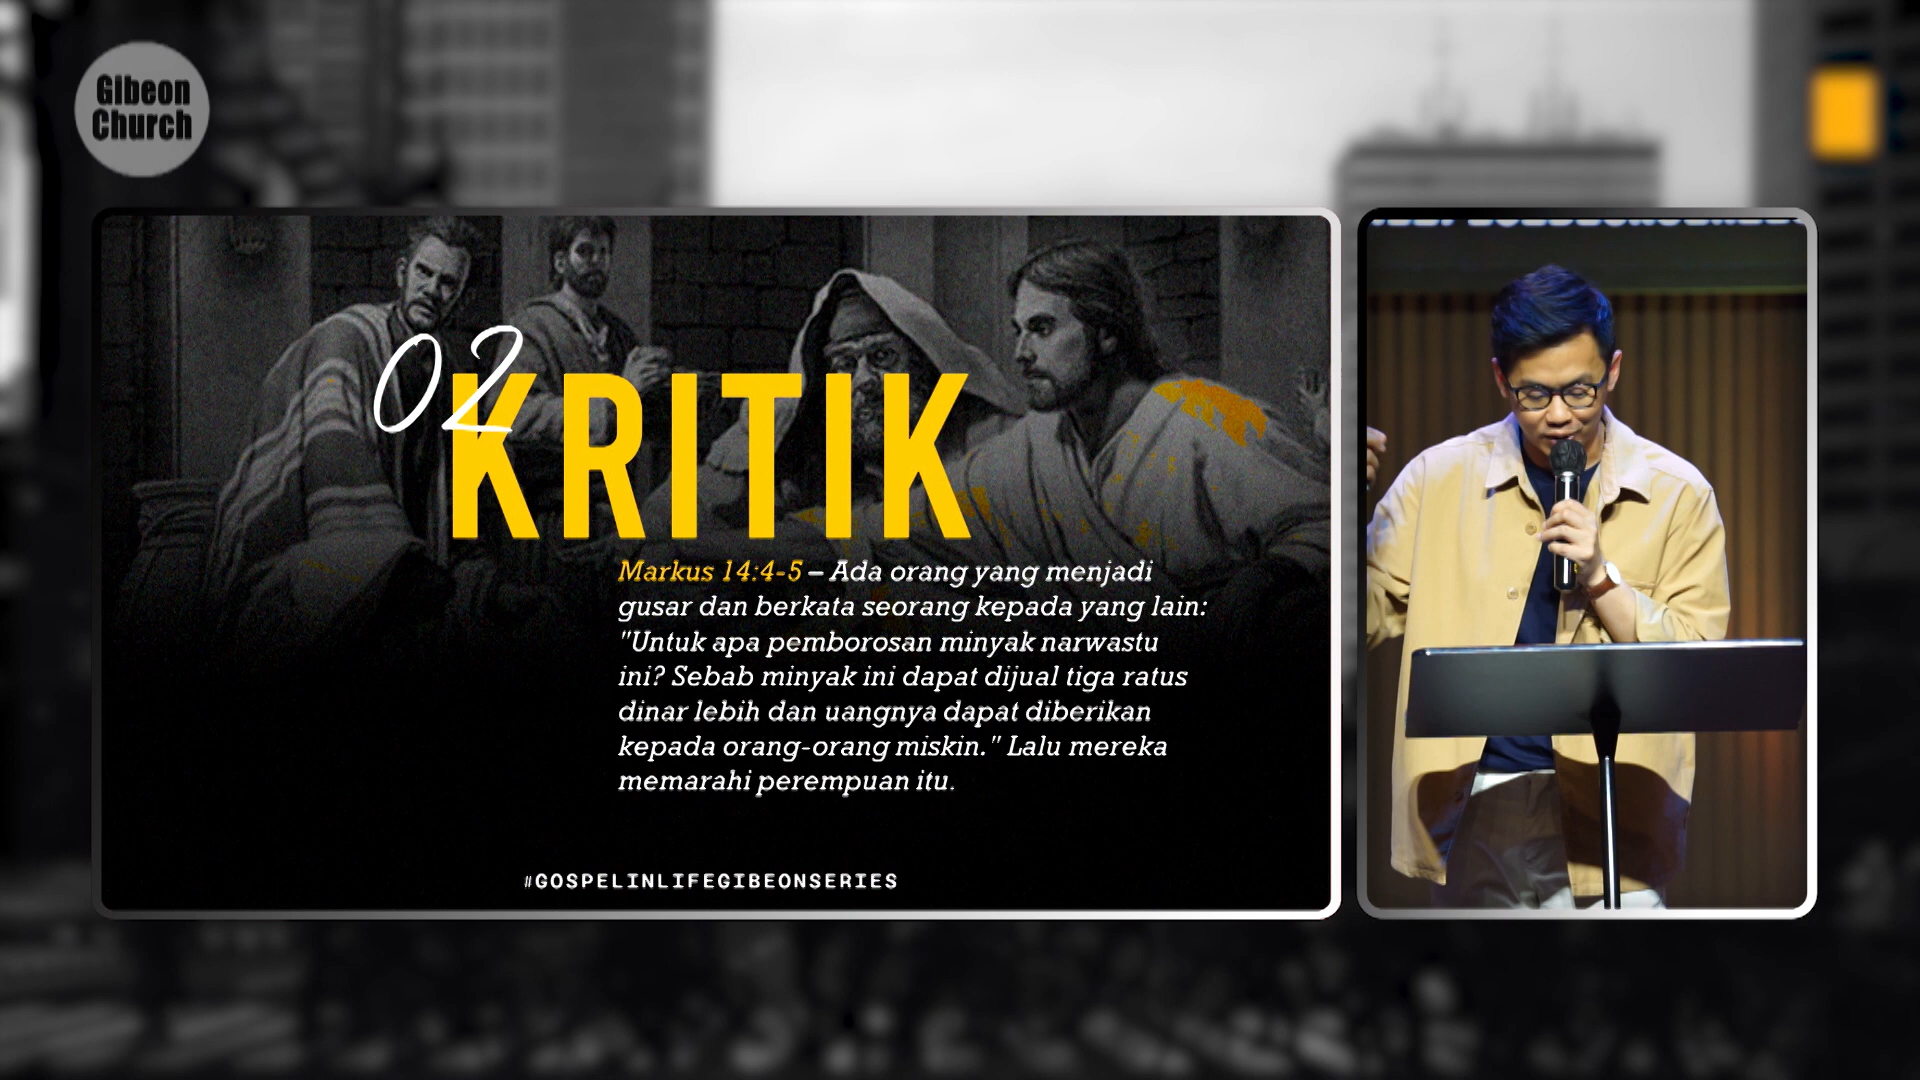 Gibeon
Church
02
KRITIK
Markus 14:4-5 – Ada orang yang menjadi
gusar dan berkata seorang kepada yang lain:
"Untuk apa pemborosan minyak narwastu
ini? Sebab minyak ini dapat dijual tiga ratus
dinar lebih dan uangnya dapat diberikan
kepada orang-orang miskin." Lalu mereka
memarahi perempuan itu.
#GOSPELINLIFEGIBEONSERIES